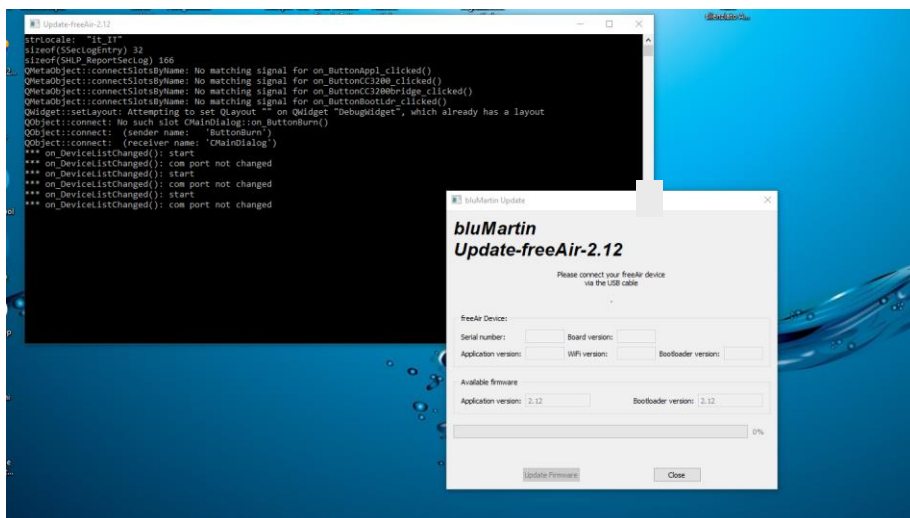 Update-freeAir-2.12
strLocale:  "it_IT"
sizeof(SSecLogEntry) 32
sizeof(SHLP_ReportSecLog) 166
QMetaObject::connectSlotsByName: No matching signal for on_ButtonAppl_clicked()
QMetaObject::connectSlotsByName: No matching signal for on_ButtonCC3200_clicked()
QMetaObject::connectSlotsByName: No matching signal for on_ButtonCC3200bridge_clicked()
QMetaObject::connectSlotsByName: No matching signal for on_ButtonBootLdr_clicked()
QWidget::setLayout: Attempting to set QLayout "" on QWidget "DebugWidget", which already has a layout
QObject::connect: No such slot CMainDialog::on_ButtonBurn()
QObject::connect:  (sender name:   'ButtonBurn')
QObject::connect:  (receiver name: 'CMainDialog')
*** on_DeviceListChanged(): start
*** on_DeviceListChanged(): com port not changed
*** on_DeviceListChanged(): start
*** on_DeviceListChanged(): com port not changed
*** on_DeviceListChanged(): start
*** on_DeviceListChanged(): com port not changed
bluMartin Update
bluMartin
Update-freeAir-2.12
Please connect your freeAir device
via the USB cable
freeAir Device:
Serial number: Board version:
Application version: WiFi version: Bootloader version:
Available firmware
Application version: 2.12 Bootloader version: 2.12
0%
Update Firmware Close